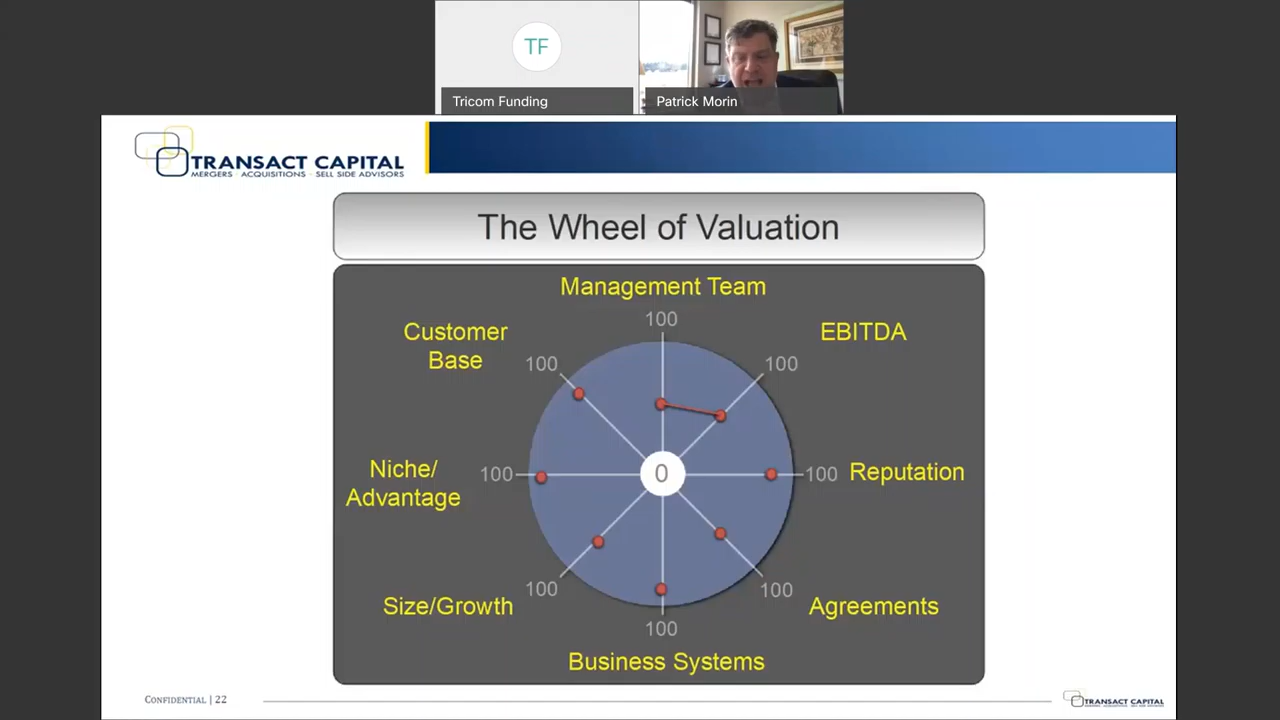 TF
Tricom Funding
Patrick Morin
TRANSACT CAPITAL
MERGERS ACQUISITIONS SELL SIDE ADVISORS
The Wheel of Valuation
Management Team
100
Customer
Base
100
EBITDA
100
Niche/
Advantage
100
0
100
Reputation
Size/Growth
100
Agreements
100
100
Business Systems
CONFIDENTIAL | 22
TRANSACT CAPITAL